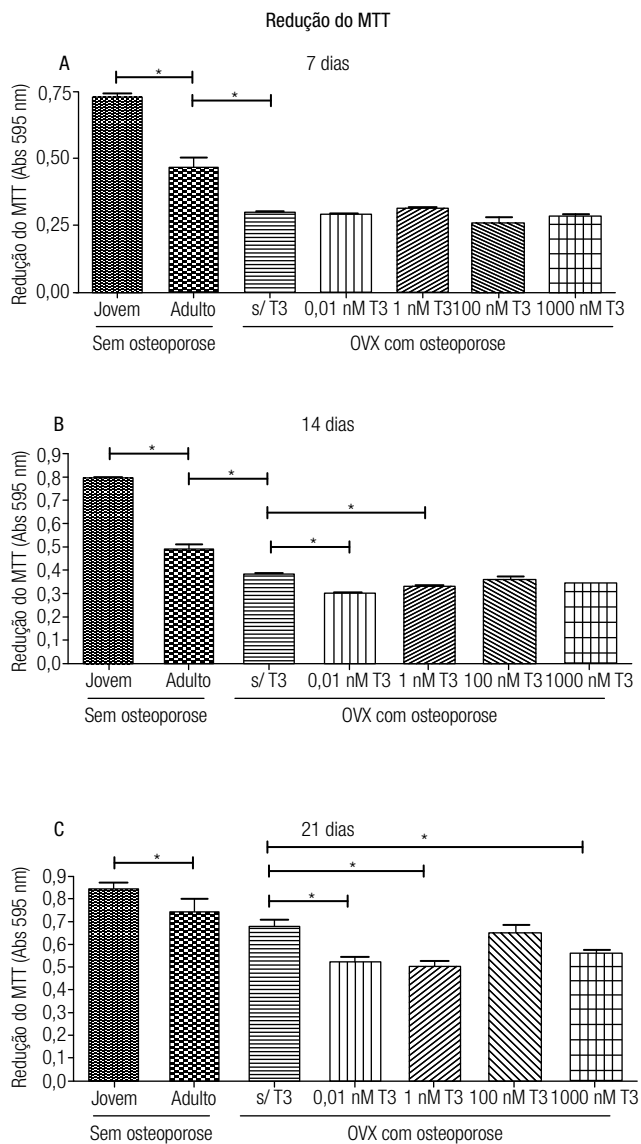 Redução do MTT
A
7 dias
Redução do MTT (Abs 595 nm)
0,75
0,50
0,25
0,00
* *
Jovem Adulto s/ T3 0,01 nM T3 1 nM T3 100 nM T3 1000 nM T3
Sem osteoporose OVX com osteoporose
B
14 dias
Redução do MTT (Abs 595 nm)
0,9
0,8
0,7
0,6
0,5
0,4
0,3
0,2
0,1
0,0
* * * *
Jovem Adulto s/ T3 0,01 nM T3 1 nM T3 100 nM T3 1000 nM T3
Sem osteoporose OVX com osteoporose
C
21 dias
Redução do MTT (Abs 595 nm)
0,9
0,8
0,7
0,6
0,5
0,4
0,3
0,2
0,1
0,0
* * * *
Jovem Adulto s/ T3 0,01 nM T3 1 nM T3 100 nM T3 1000 nM T3
Sem osteoporose OVX com osteoporose